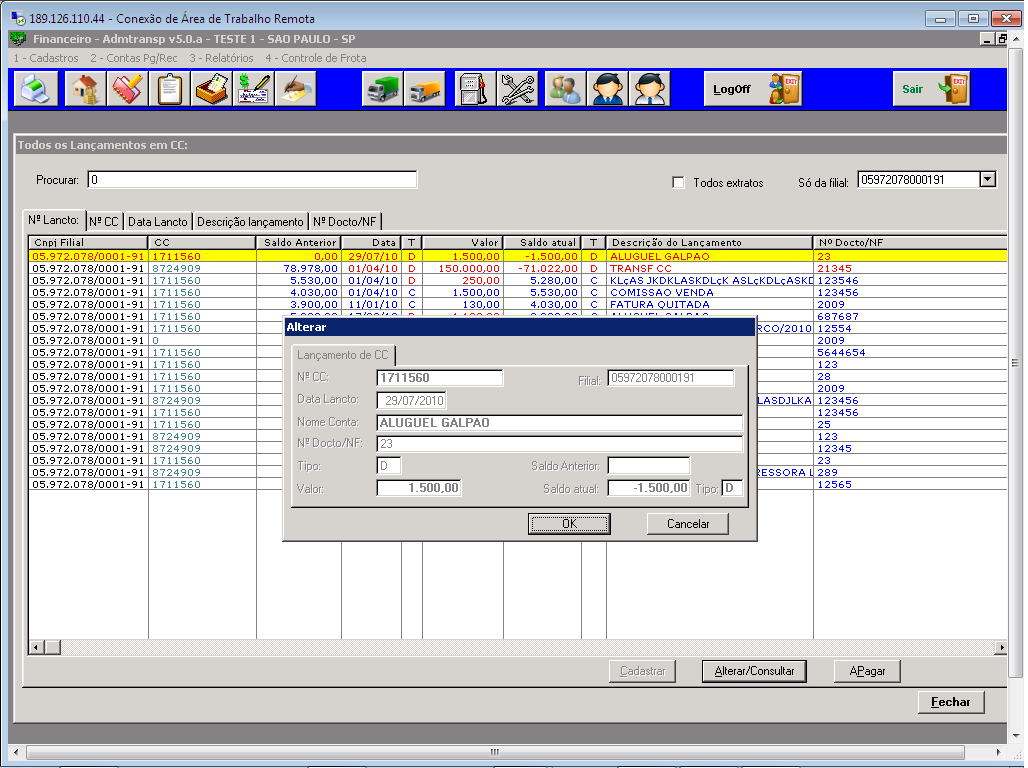 189.126.110.44 - Conexão de Área de Trabalho Remota
Financeiro - Admtransp v5.0.a - TESTE 1 - SAO PAULO - SP
1 - Cadastros 2 - Contas Pg/Rec 3 - Relatórios 4 - Controle de Frota
LogOff EXIT Sair EXIT
Todos os Lançamentos em CC:
Procurar: 0 Todos extratos Só da filial: 05972078000191
Nº Lancto: Nº CC Data Lancto Descrição lançamento Nº Docto/NF
Cnpj Filial CC Saldo Anterior Data T Valor Saldo atual T Descrição do Lançamento Nº Docto/NF
05.972.078/0001-91 1711560 0,00 29/07/10 D 1.500,00 -1.500,00 D ALUGUEL GALPAO 23
05.972.078/0001-91 8724909 78.978,00 01/04/10 D 150.000,00 -71.022,00 D TRANSF CC 21345
05.972.078/0001-91 1711560 5.530,00 01/04/10 D 250,00 5.280,00 C KL¢AS JKDKLASKDL¢K ASL¢KDL¢ASKD 123546
05.972.078/0001-91 1711560 4.030,00 01/04/10 C 1.500,00 5.530,00 C COMISSAO VENDA 123456
05.972.078/0001-91 1711560 3.900,00 11/01/10 C 130,00 4.030,00 C FATURA QUITADA 2009
05.972.078/0001-91 1711560 687687
05.972.078/0001-91 1711560 RCO/2010 12554
05.972.078/0001-91 0 2009
05.972.078/0001-91 1711560 5644654
05.972.078/0001-91 1711560 123
05.972.078/0001-91 1711560 28
05.972.078/0001-91 1711560 2009
05.972.078/0001-91 8724909 LASDJLKA 123456
05.972.078/0001-91 1711560 123456
05.972.078/0001-91 1711560 25
05.972.078/0001-91 8724909 123
05.972.078/0001-91 8724909 12345
05.972.078/0001-91 1711560 23
05.972.078/0001-91 8724909 RESSORA L 289
05.972.078/0001-91 1711560 12565
Alterar
Lançamento de CC
Nº CC: 1711560 Filial: 05972078000191
Data Lancto: 29/07/2010
Nome Conta: ALUGUEL GALPAO
Nº Docto/NF: 23
Tipo: D Saldo Anterior:
Valor: 1.500,00 Saldo atual: -1.500,00 Tipo: D
OK Cancelar
Cadastrar Alterar/Consultar APagar
Fechar